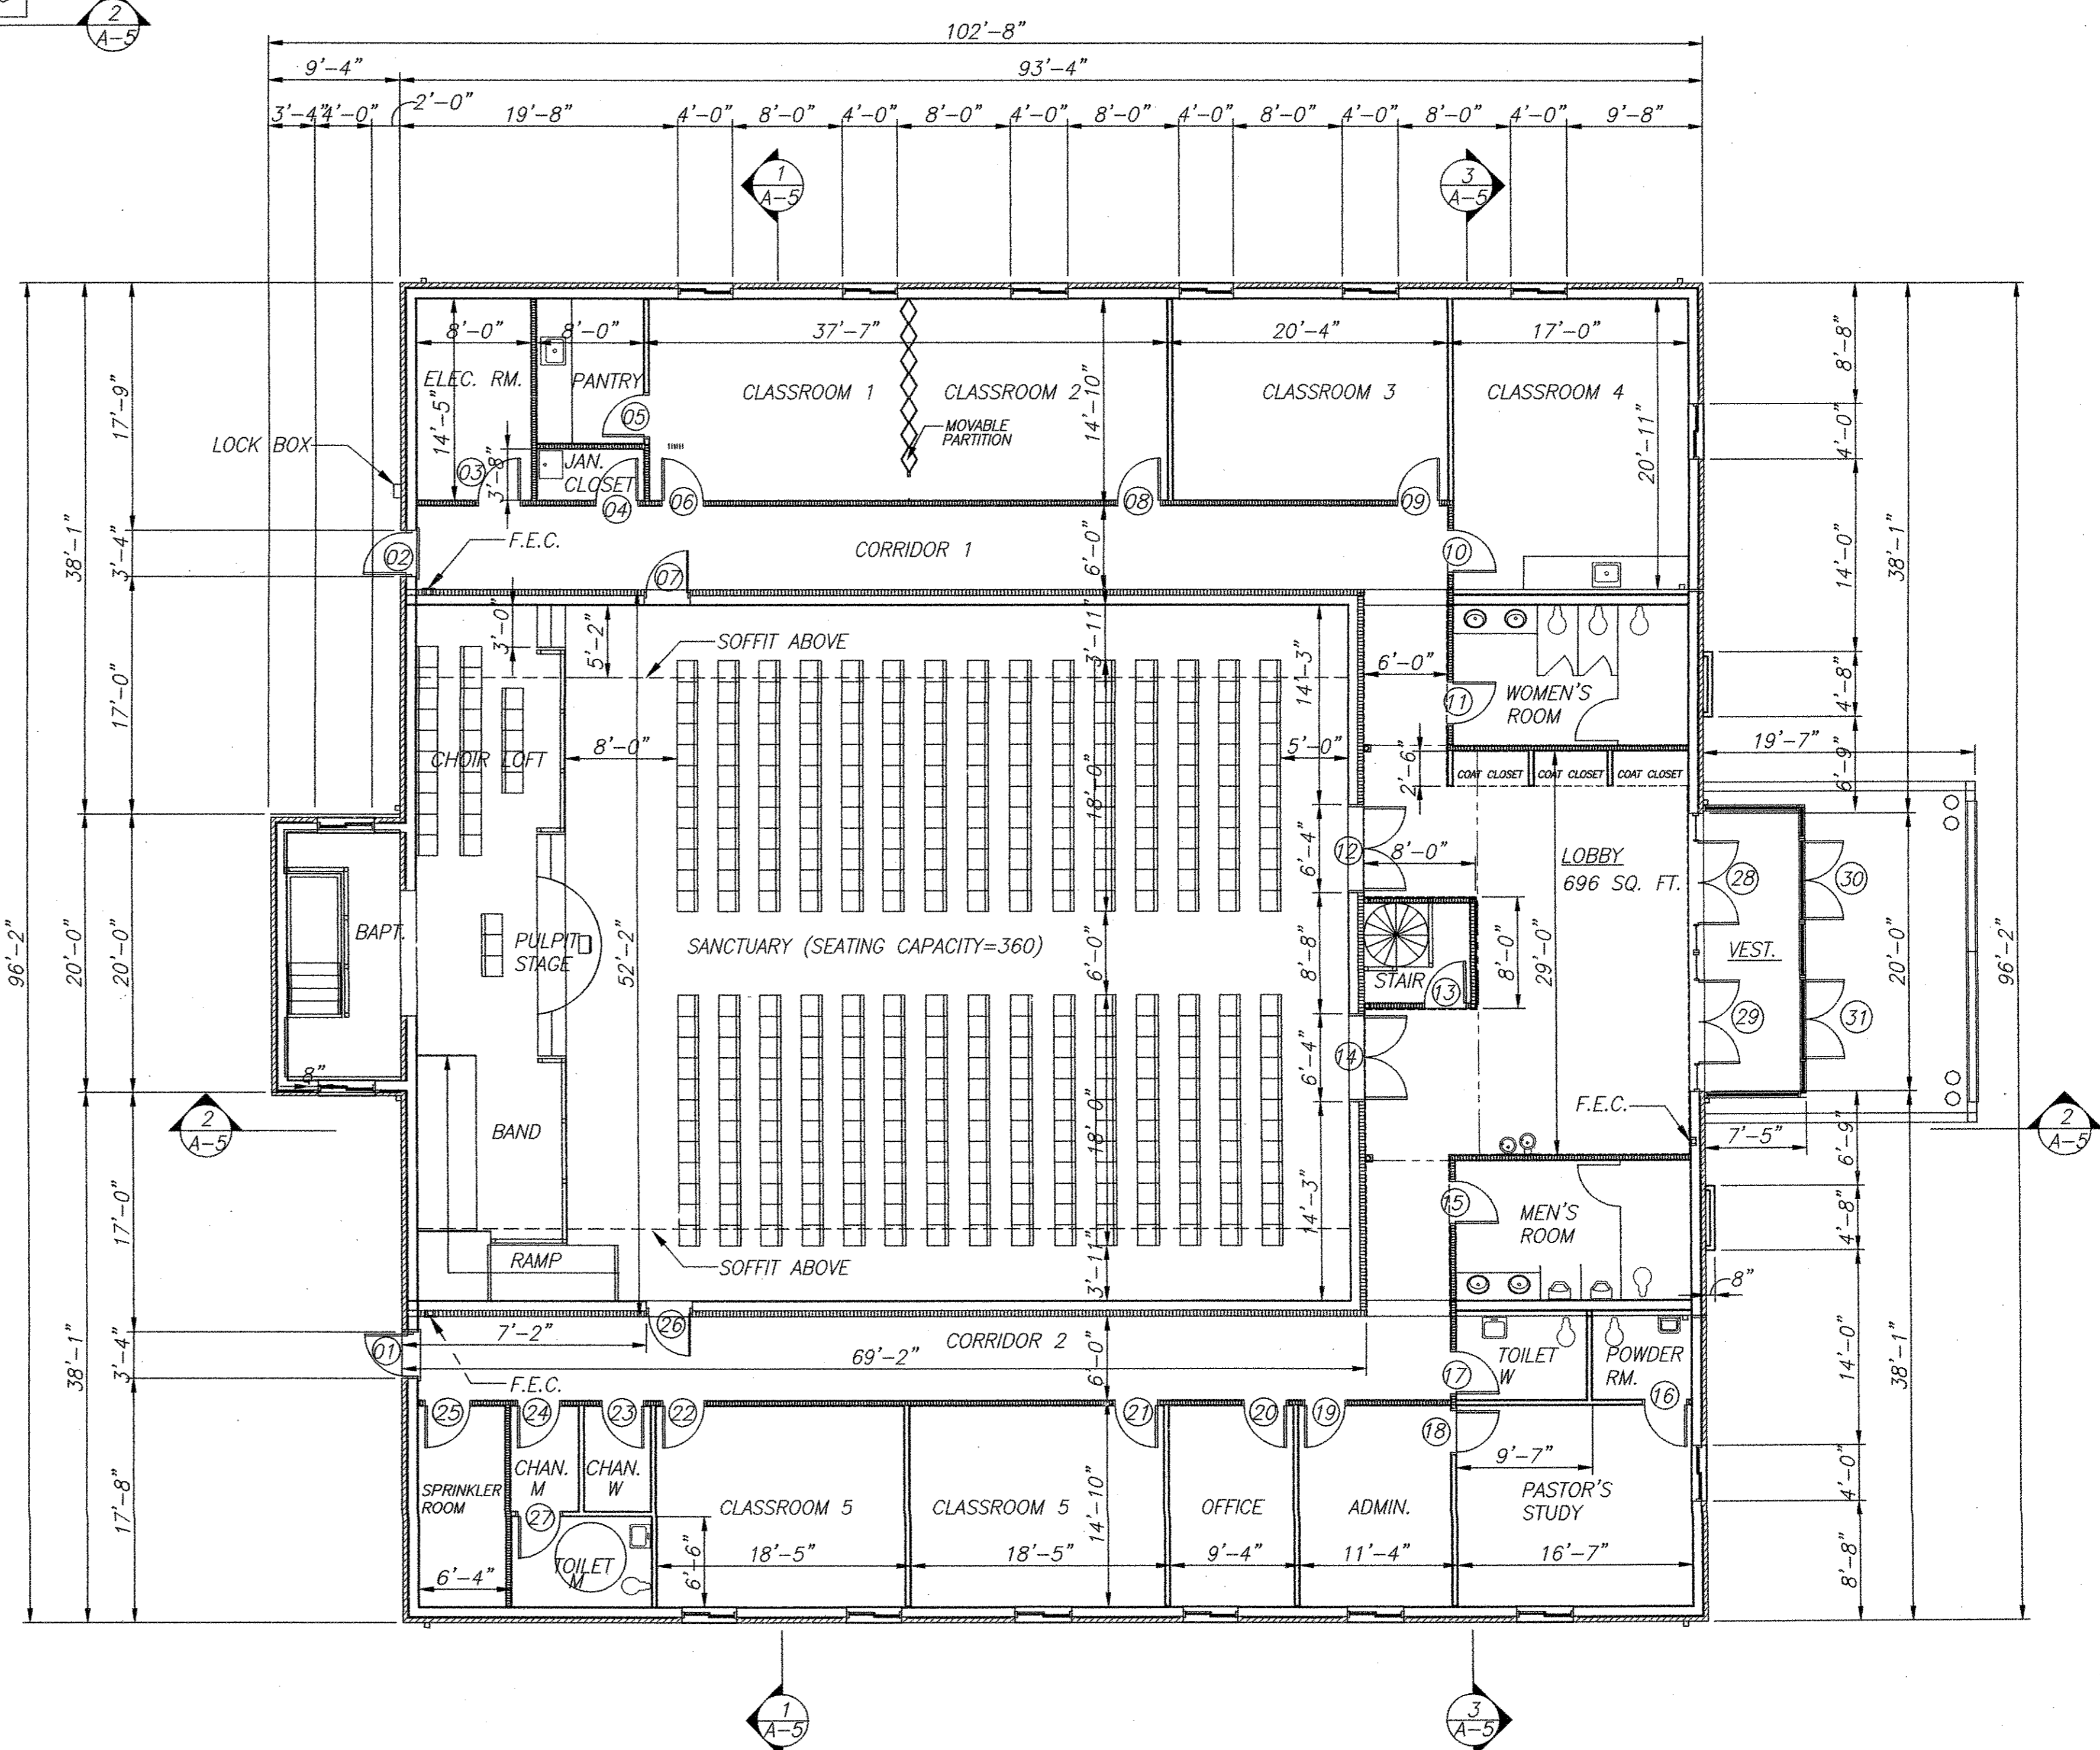 2
A-5
102'-8"
9'-4"
93'-4"
3'-4"
4'-0"
2'-0"
19'-8"
4'-0"
8'-0"
4'-0"
8'-0"
4'-0"
8'-0"
4'-0"
8'-0"
4'-0"
8'-0"
4'-0"
9'-8"
1
A-5
3
A-5
8'-0"
8'-0"
37'-7"
20'-4"
17'-0"
ELEC. RM.
PANTRY
CLASSROOM 1
CLASSROOM 2
CLASSROOM 3
CLASSROOM 4
14'-5"
14'-10"
20'-11"
05
MOVABLE
PARTITION
LOCK BOX
03
3'-8"
JAN.
CLOSET
04
06
08
09
17'-9"
3'-4"
17'-0"
38'-1"
96'-2"
20'-0"
20'-0"
8'-8"
4'-0"
14'-0"
4'-8"
6'-9"
38'-1"
F.E.C.
02
07
CORRIDOR 1
6'-0"
10
3'-0"
5'-2"
SOFFIT ABOVE
3'-11"
14'-3"
6'-0"
11
WOMEN'S
ROOM
CHOIR LOFT
8'-0"
18'-0"
5'-0"
2'-6"
COAT CLOSET
COAT CLOSET
COAT CLOSET
19'-7"
6'-4"
12
8'-0"
LOBBY
696 SQ. FT.
28
30
BAPT.
PULPIT
STAGE
52'-2"
SANCTUARY (SEATING CAPACITY=360)
6'-0"
8'-8"
STAIR
13
8'-0"
29'-0"
VEST.
20'-0"
96'-2"
29
31
14
6'-4"
8"
2
A-5
BAND
18'-0"
F.E.C.
7'-5"
2
A-5
6'-9"
17'-0"
3'-4"
17'-8"
38'-1"
14'-3"
15
MEN'S
ROOM
4'-8"
RAMP
SOFFIT ABOVE
3'-11"
8"
14'-0"
4'-0"
8'-8"
38'-1"
7'-2"
26
CORRIDOR 2
01
69'-2"
6'-0"
TOILET
W
POWDER
RM.
17
16
F.E.C.
25
24
23
22
21
20
19
18
9'-7"
CHAN.
M
CHAN.
W
SPRINKLER
ROOM
27
CLASSROOM 5
CLASSROOM 5
14'-10"
OFFICE
ADMIN.
PASTOR'S
STUDY
6'-4"
TOILET
M
6'-6"
18'-5"
18'-5"
9'-4"
11'-4"
16'-7"
1
A-5
3
A-5